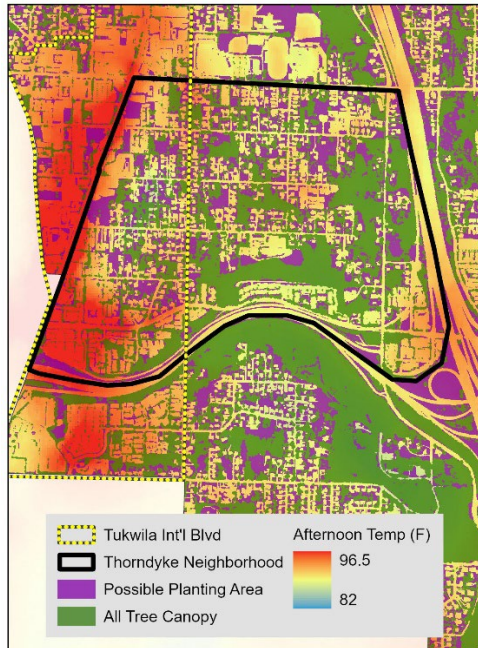 Tukwila Int'l Blvd
Thorndyke Neighborhood
Possible Planting Area
All Tree Canopy
Afternoon Temp (F)
96.5
82